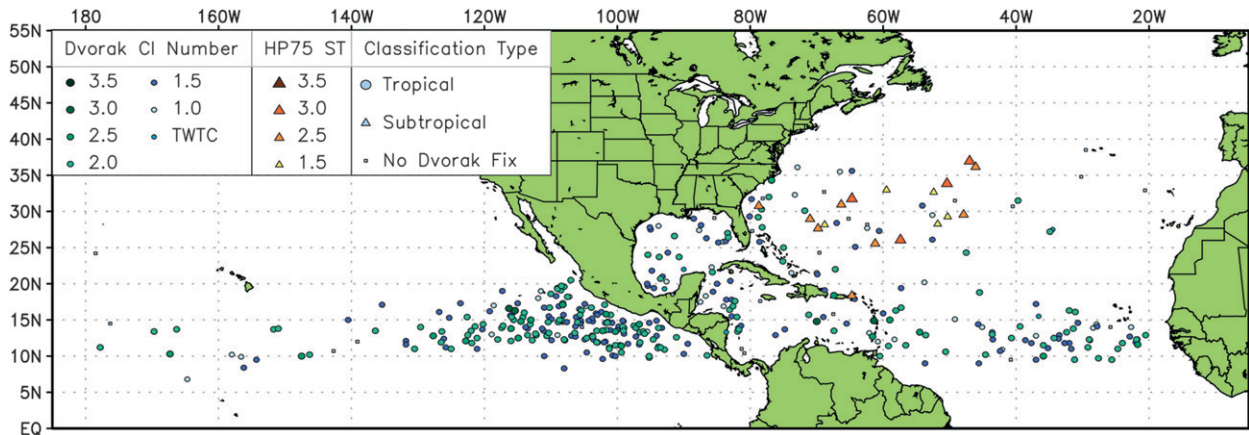 180 160W 140W 120W 100W 80W 60W 40W 20W
55N
Dvorak CI Number HP75 ST Classification Type
3.5 1.5 3.5
3.0 1.0 3.0 Tropical
2.5 TWTC 2.5 Subtropical
2.0 1.5 No Dvorak Fix
50N
45N
40N
35N
30N
25N
20N
15N
10N
5N
EQ